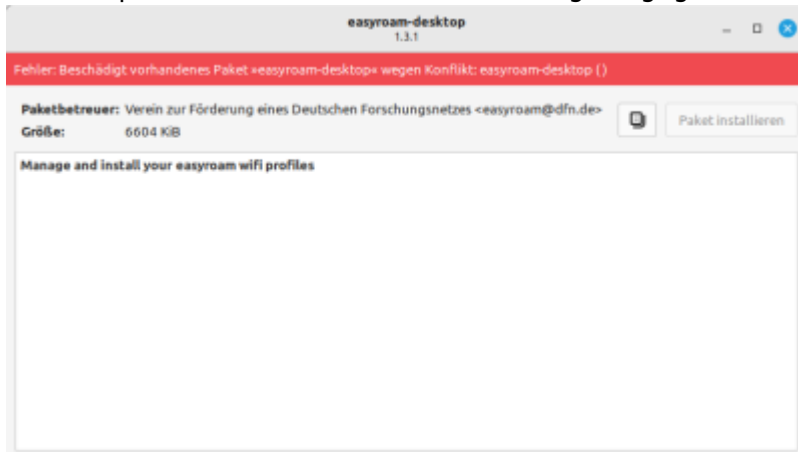 easyroam-desktop
1.3.1
Fehler: Beschädigt vorhandenes Paket »easyroam-desktop« wegen Konflikt: easyroam-desktop ()
Paketbetreuer: Verein zur Förderung eines Deutschen Forschungsnetzes <easyroam@dfn.de>
Paket installieren
Größe: 6604 KiB
Manage and install your easyroam wifi profiles